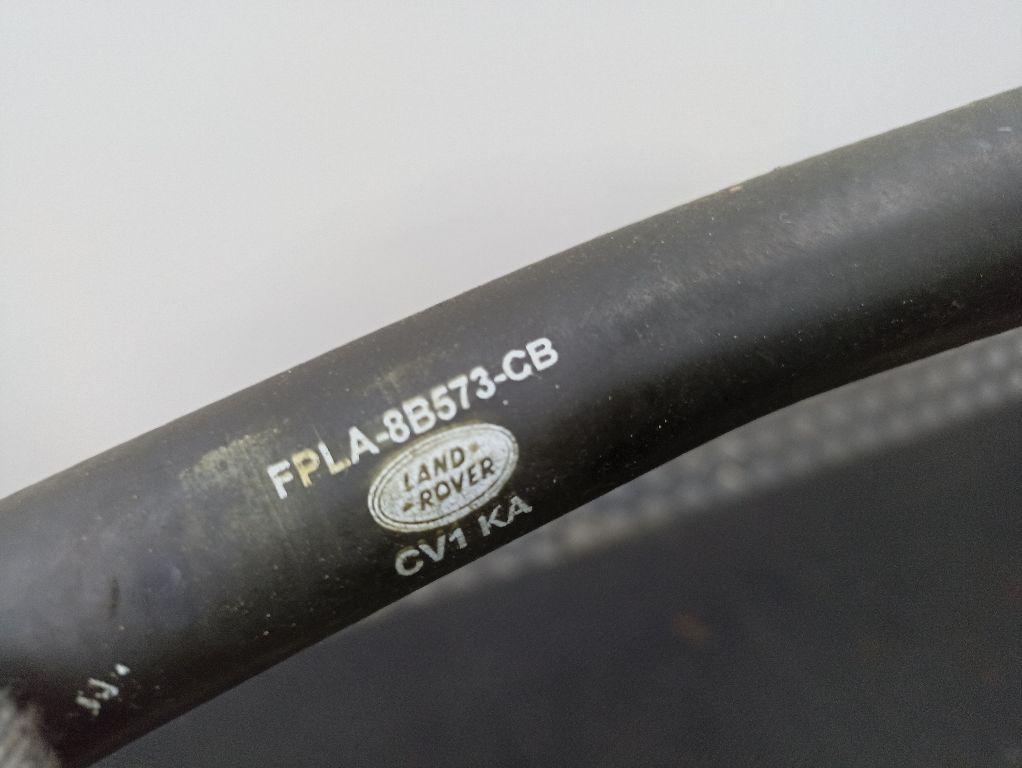 FPLA-8B573-CB
LAND
ROVER
CV1 KA